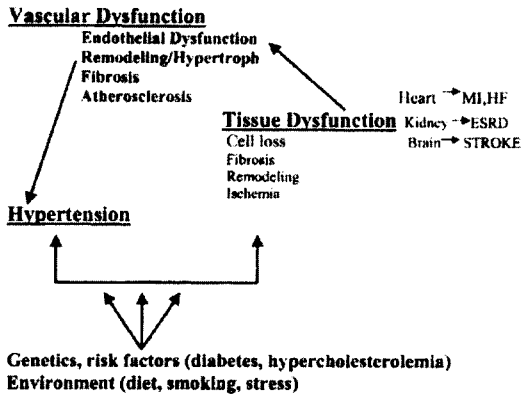 Vascular Dysfunction
Endothelial Dysfunction
Remodeling/Hypertroph
Fibrosis
Atherosclerosis
Tissue Dysfunction
Cell loss
Fibrosis
Remodeling
Ischemia
Heart → MI,HF
Kidney → ESRD
Brain → STROKE
Hypertension
Genetics, risk factors (diabetes, hypercholesterolemia)
Environment (diet, smoking, stress)